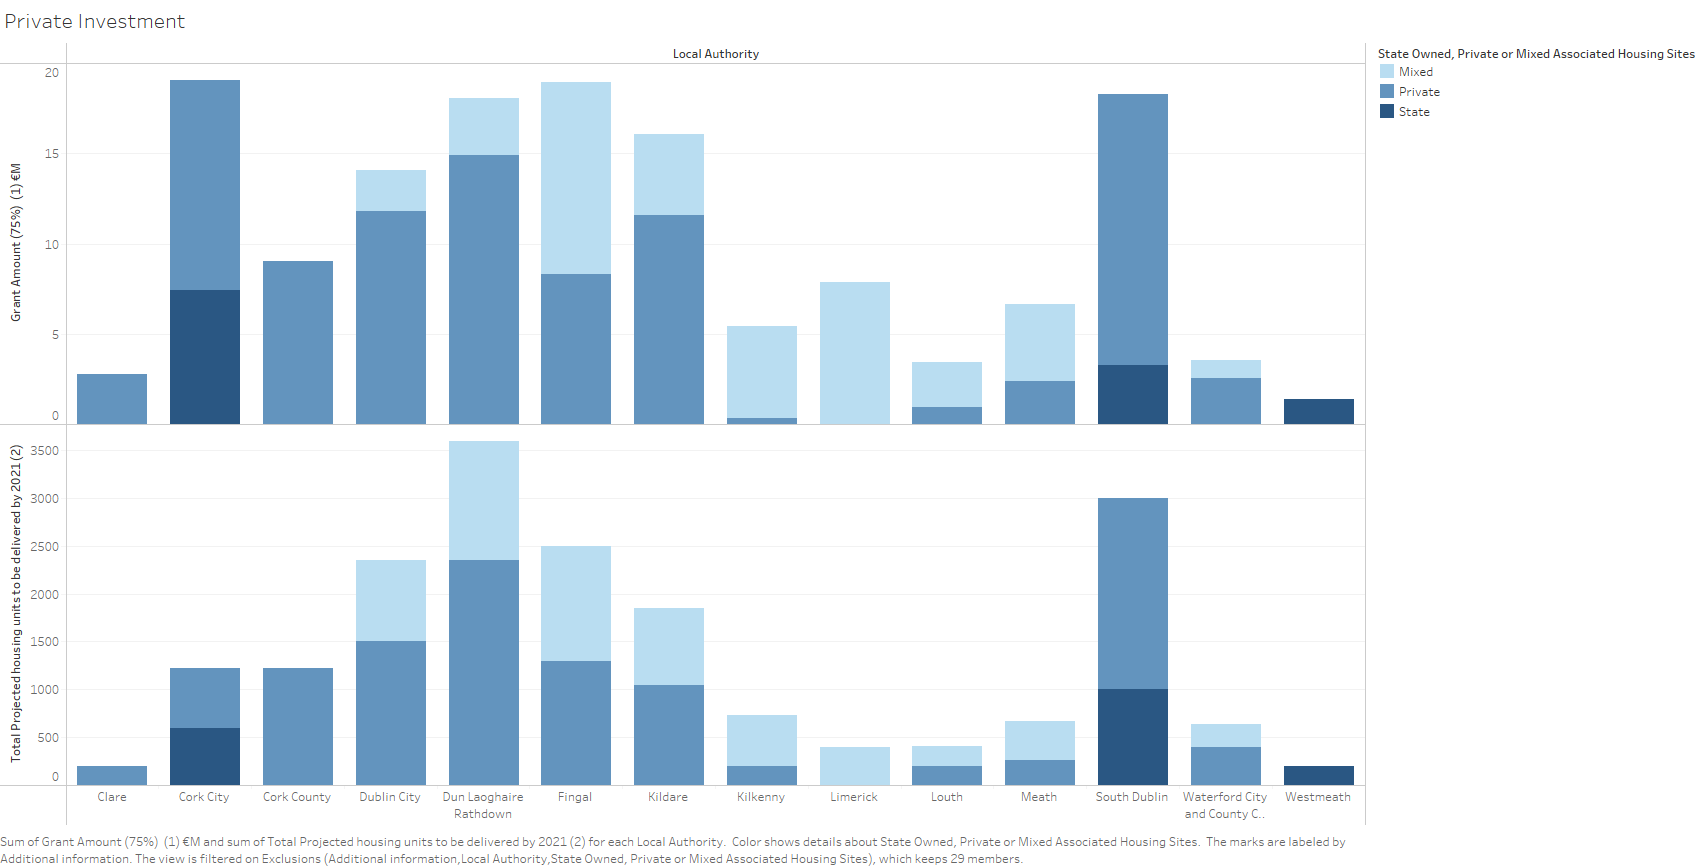 Private Investment
Local Authority
State Owned, Private or Mixed Associated Housing Sites
Mixed
Private
State
Grant Amount (75%)  (1) €M
20
15
10
5
0
Total Projected housing units to be delivered by 2021 (2)
3500
3000
2500
2000
1500
1000
500
0
Clare
Cork City
Cork County
Dublin City
Dun Laoghaire
Rathdown
Fingal
Kildare
Kilkenny
Limerick
Louth
Meath
South Dublin
Waterford City
and County C..
Westmeath
Sum of Grant Amount (75%)  (1) €M and sum of Total Projected housing units to be delivered by 2021 (2) for each Local Authority.  Color shows details about State Owned, Private or Mixed Associated Housing Sites.  The marks are labeled by
Additional information. The view is filtered on Exclusions (Additional information,Local Authority,State Owned, Private or Mixed Associated Housing Sites), which keeps 29 members.